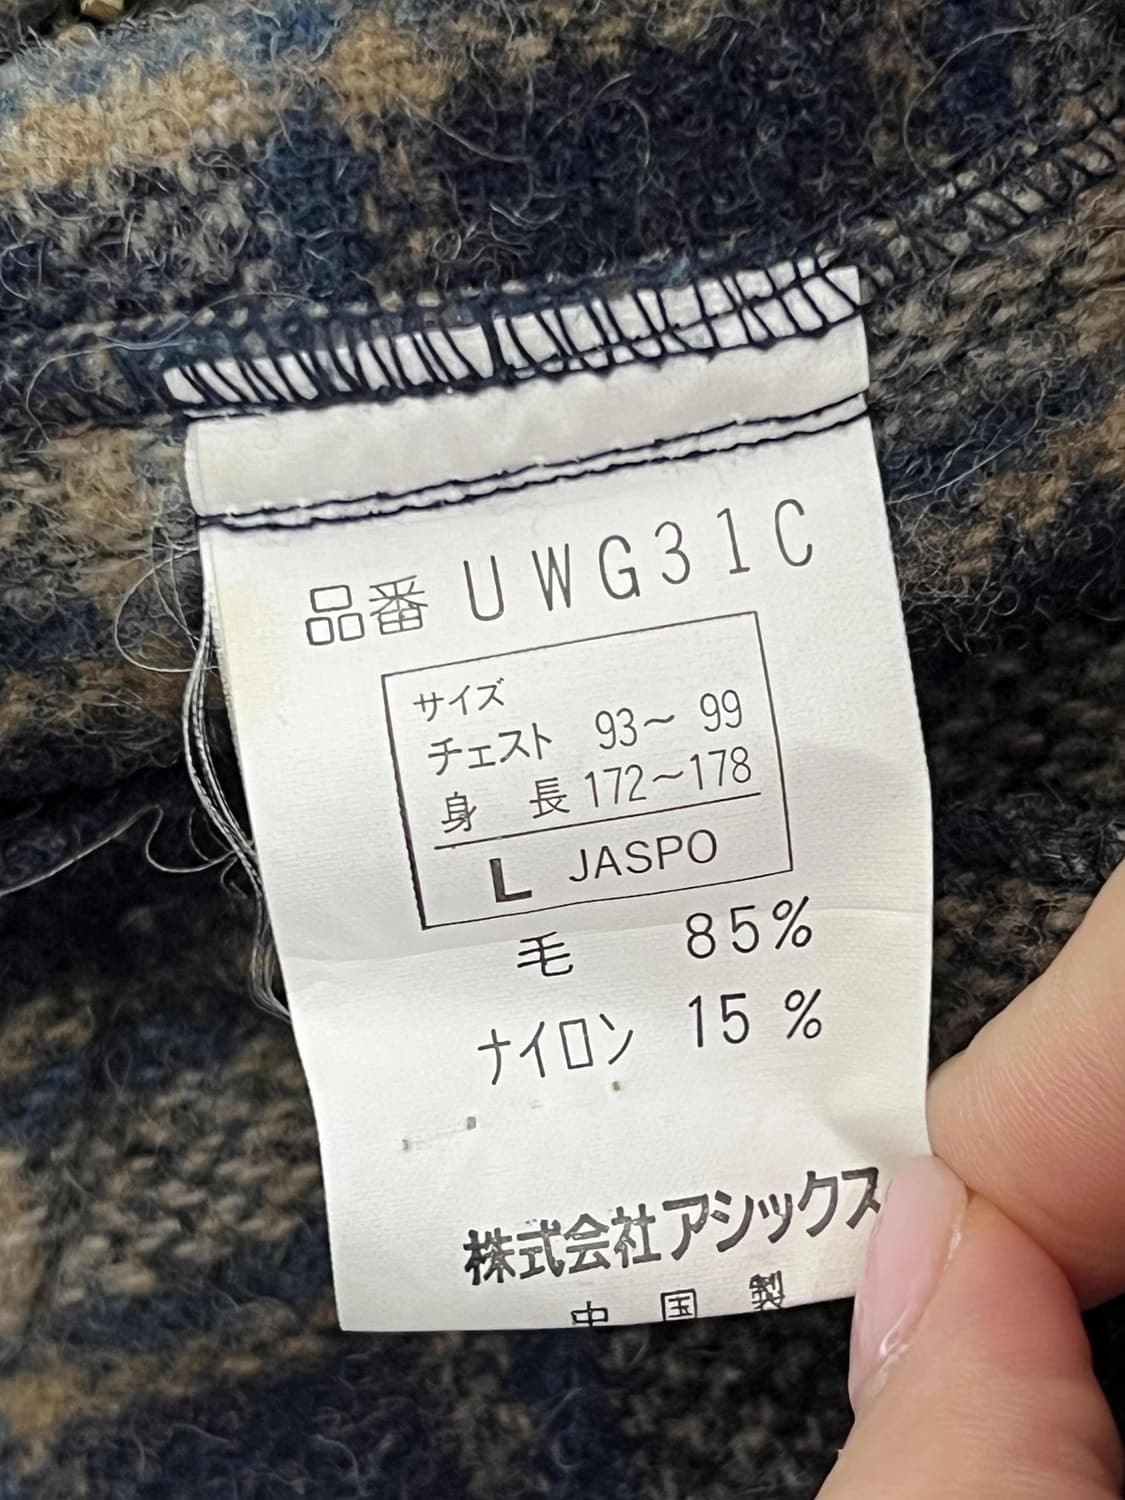 品番 UWG31C
サイズ
チェスト 93～99
身 長 172～178
L JASPO
毛 85%
ナイロン 15%
株式会社アシックス
中国製